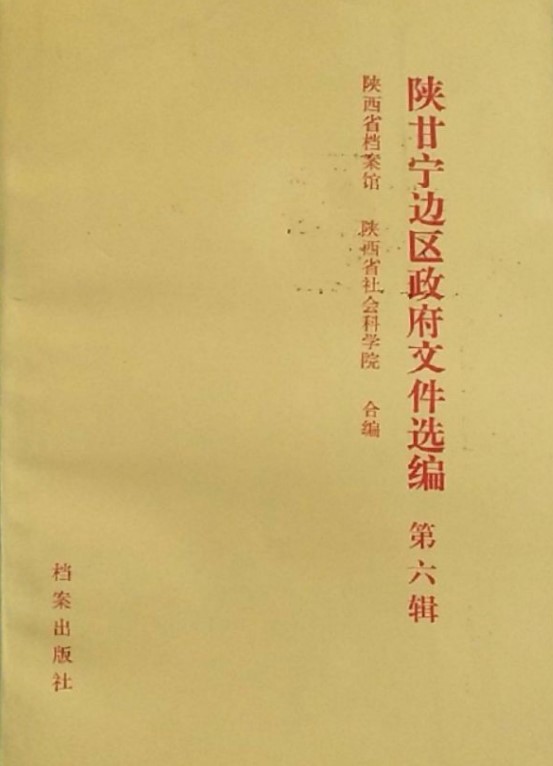 陕甘宁边区政府文件选编 第六辑
陕西省档案馆 陕西省社会科学院 合编
档案出版社